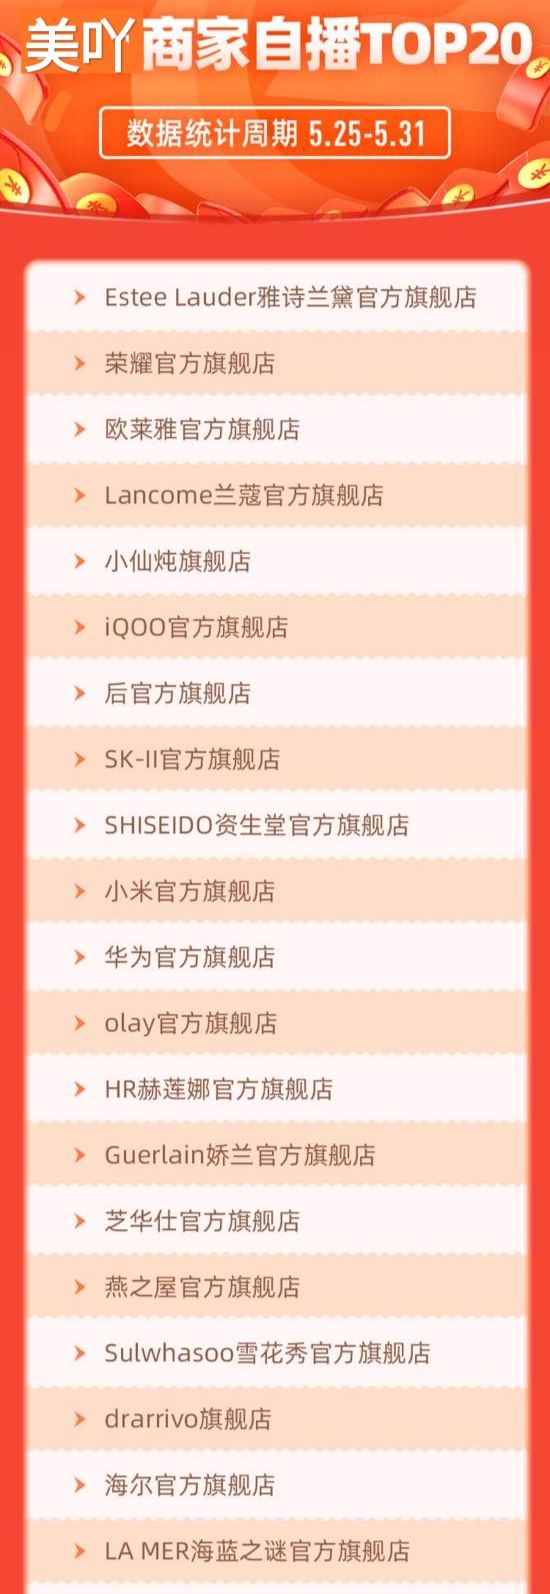 美吖商家自播TOP20
数据统计周期 5.25-5.31
Estee Lauder雅诗兰黛官方旗舰店
荣耀官方旗舰店
欧莱雅官方旗舰店
Lancome兰蔻官方旗舰店
小仙炖旗舰店
iQOO官方旗舰店
后官方旗舰店
SK-II官方旗舰店
SHISEIDO资生堂官方旗舰店
小米官方旗舰店
华为官方旗舰店
olay官方旗舰店
HR赫莲娜官方旗舰店
Guerlain娇兰官方旗舰店
芝华仕官方旗舰店
燕之屋官方旗舰店
Sulwhasoo雪花秀官方旗舰店
drarrivo旗舰店
海尔官方旗舰店
LA MER海蓝之谜官方旗舰店